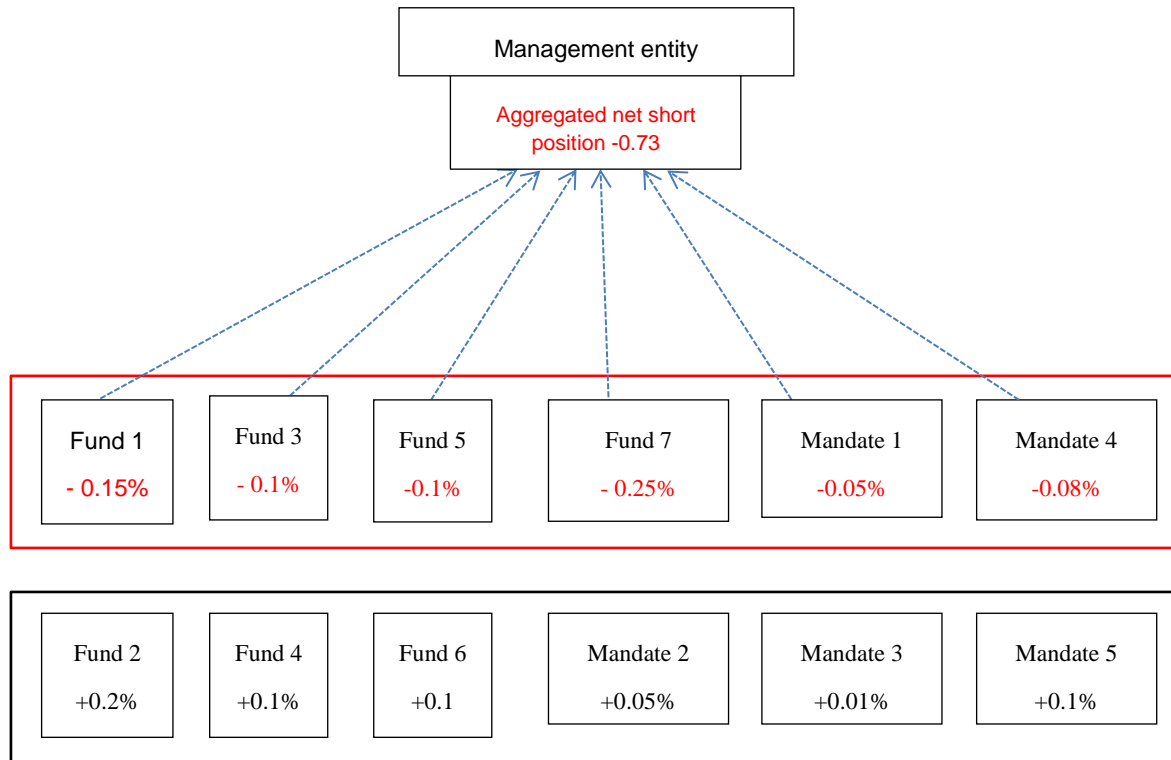 Management entity
Aggregated net short
position -0.73
Fund 1
- 0.15%
Fund 3
- 0.1%
Fund 5
-0.1%
Fund 7
- 0.25%
Mandate 1
-0.05%
Mandate 4
-0.08%
Fund 2
+0.2%
Fund 4
+0.1%
Fund 6
+0.1
Mandate 2
+0.05%
Mandate 3
+0.01%
Mandate 5
+0.1%